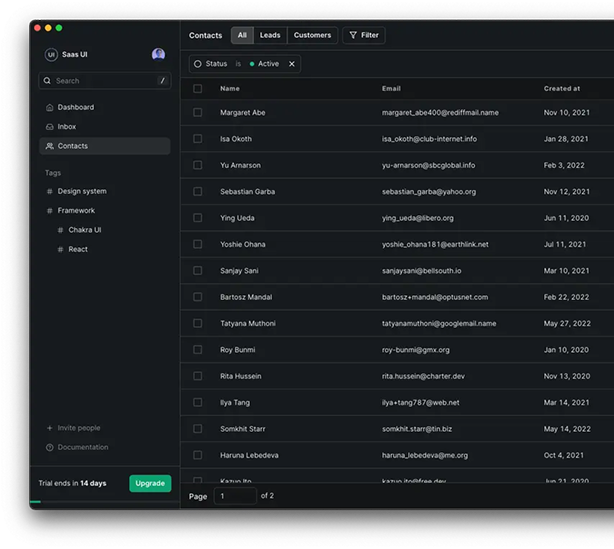 UI Saas UI
Search /
Dashboard
Inbox
Contacts
Tags
# Design system
# Framework
# Chakra UI
# React
+ Invite people
Documentation
Trial ends in 14 days Upgrade
Contacts All Leads Customers Filter
Status is Active
Name Email Created at
Margaret Abe margaret_abe400@rediffmail.name Nov 10, 2021
Isa Okoth isa_okoth@club-internet.info Jan 28, 2021
Yu Arnarson yu-arnarson@sbcglobal.info Feb 3, 2022
Sebastian Garba sebastian_garba@yahoo.org Nov 12, 2021
Ying Ueda ying_ueda@libero.org Jun 11, 2020
Yoshie Ohana yoshie_ohana181@earthlink.net Jul 11, 2021
Sanjay Sani sanjaysani@bellsouth.io Mar 10, 2021
Bartosz Mandal bartosz+mandal@optusnet.com Feb 22, 2022
Tatyana Muthoni tatyanamuthoni@googlemail.name May 27, 2022
Roy Bunmi roy-bunmi@gmx.org Jan 10, 2020
Rita Hussein rita.hussein@charter.dev Nov 13, 2020
Ilya Tang ilya+tang787@web.net Mar 14, 2021
Somkhit Starr somkhit.starr@tin.biz May 14, 2022
Haruna Lebedeva haruna_lebedeva@me.org Oct 4, 2021
Kazuo Ito kazuo.ito@free.dev Jun 21, 2020
Page 1 of 2